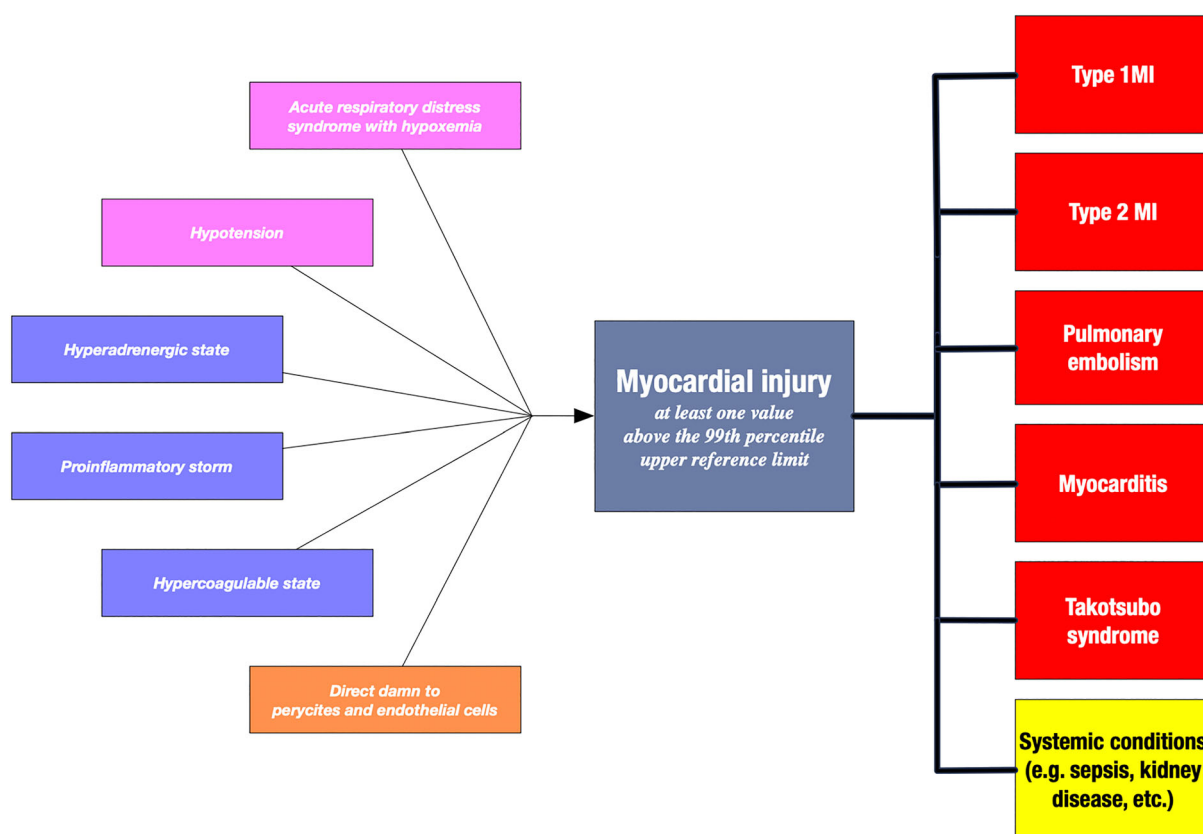 Acute respiratory distress
syndrome with hypoxemia
Hypotension
Hyperadrenergic state
Proinflammatory storm
Hypercoagulable state
Direct damn to
perycites and endothelial cells
Myocardial injury
at least one value
above the 99th percentile
upper reference limit
Type 1MI
Type 2 MI
Pulmonary
embolism
Myocarditis
Takotsubo
syndrome
Systemic conditions
(e.g. sepsis, kidney
disease, etc.)